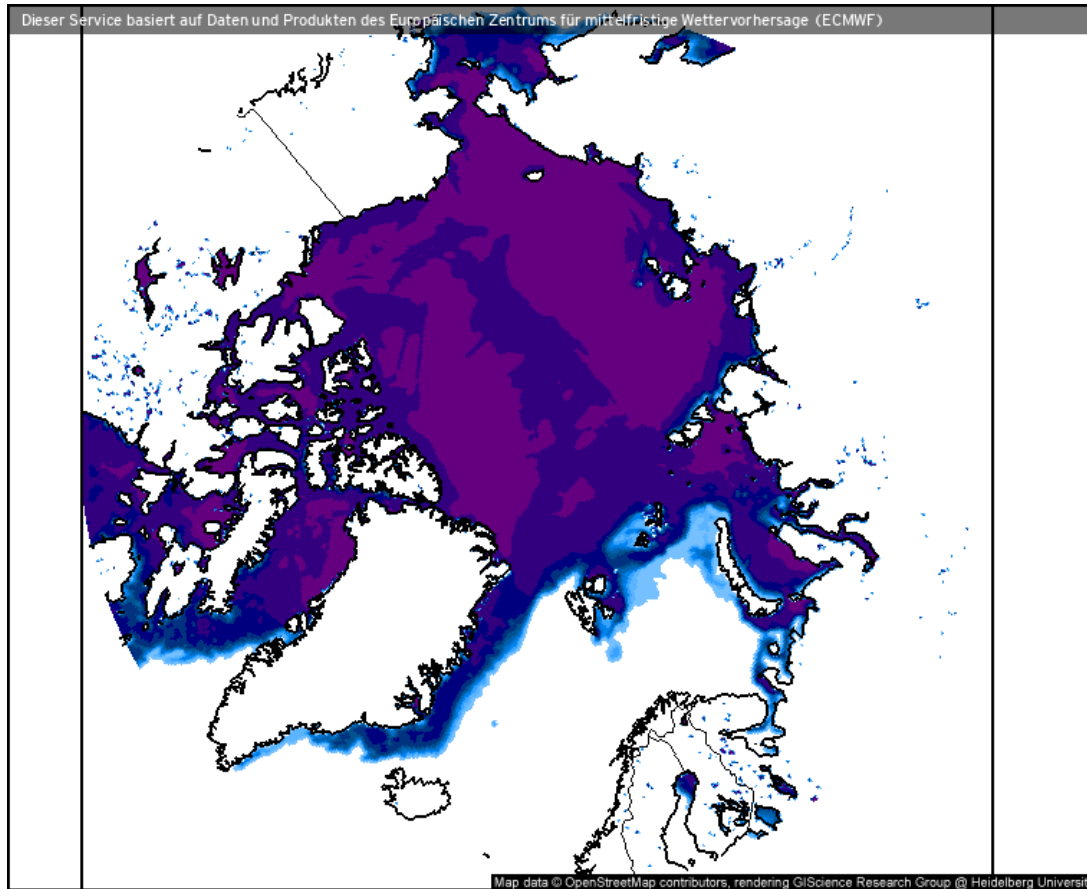 Dieser Service basiert auf Daten und Produkten des Europäischen Zentrums für mittelfristige Wettervorhersage (ECMWF)
Map data © OpenStreetMap contributors, rendering GIScience Research Group @ Heidelberg Universi